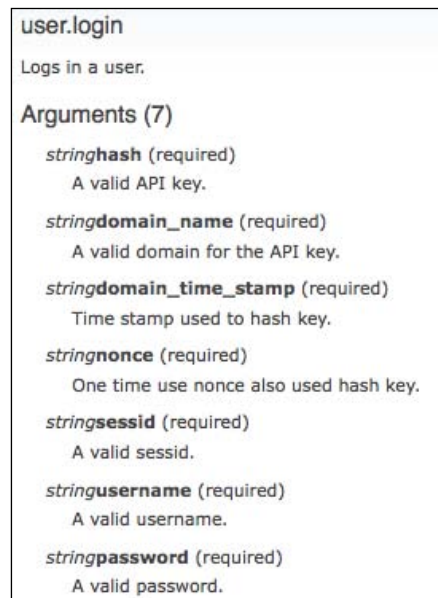 user.login
Logs in a user.
Arguments (7)
stringhash (required)
A valid API key.
stringdomain_name (required)
A valid domain for the API key.
stringdomain_time_stamp (required)
Time stamp used to hash key.
stringnonce (required)
One time use nonce also used hash key.
stringsessid (required)
A valid sessid.
stringusername (required)
A valid username.
stringpassword (required)
A valid password.